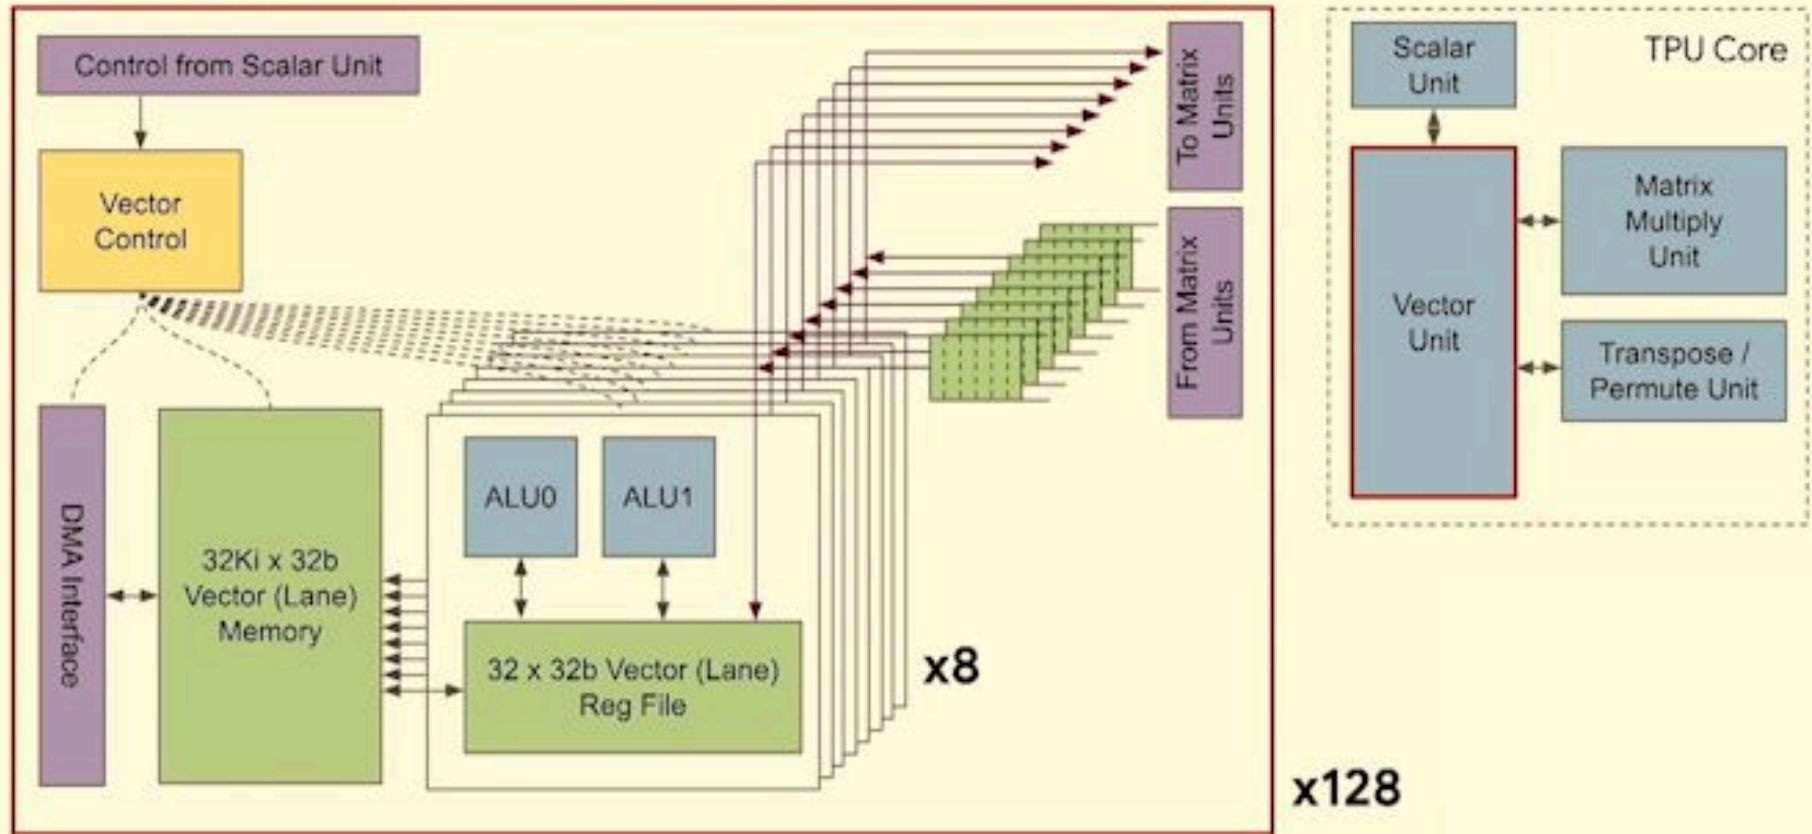 Control from Scalar Unit
Vector
Control
To Matrix
Units
From Matrix
Units
DMA Interface
32Ki x 32b
Vector (Lane)
Memory
ALU0
ALU1
32 x 32b Vector (Lane)
Reg File
x8
x128
TPU Core
Scalar
Unit
Vector
Unit
Matrix
Multiply
Unit
Transpose /
Permute Unit